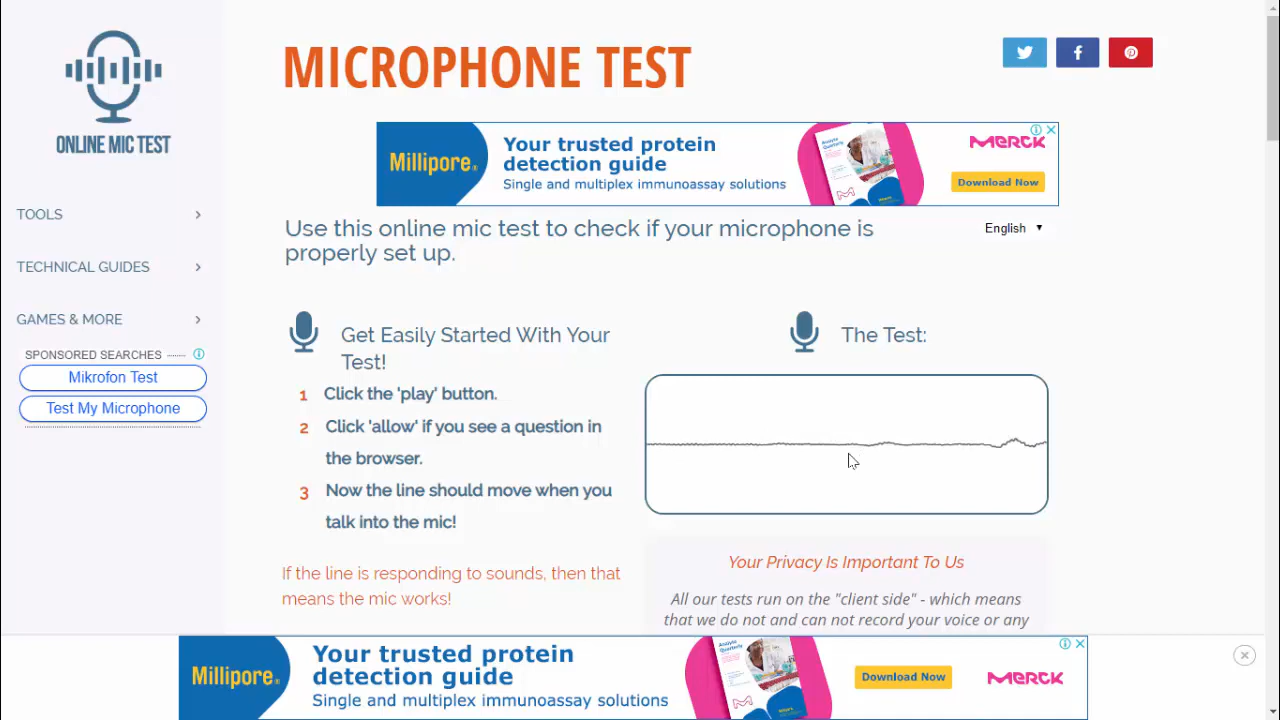 MICROPHONE TEST
ONLINE MIC TEST
Millipore®
Your trusted protein
detection guide
Single and multiplex immunoassay solutions
MERCK
Download Now
TOOLS
TECHNICAL GUIDES
GAMES & MORE
SPONSORED SEARCHES
Mikrofon Test
Test My Microphone
Use this online mic test to check if your microphone is
properly set up.
English
Get Easily Started With Your
Test!
1 Click the 'play' button.
2 Click 'allow' if you see a question in
the browser.
3 Now the line should move when you
talk into the mic!
If the line is responding to sounds, then that
means the mic works!
The Test:
Your Privacy Is Important To Us
All our tests run on the "client side" - which means
that we do not and can not record your voice or any
Millipore®
Your trusted protein
detection guide
Single and multiplex immunoassay solutions
Download Now
MERCK